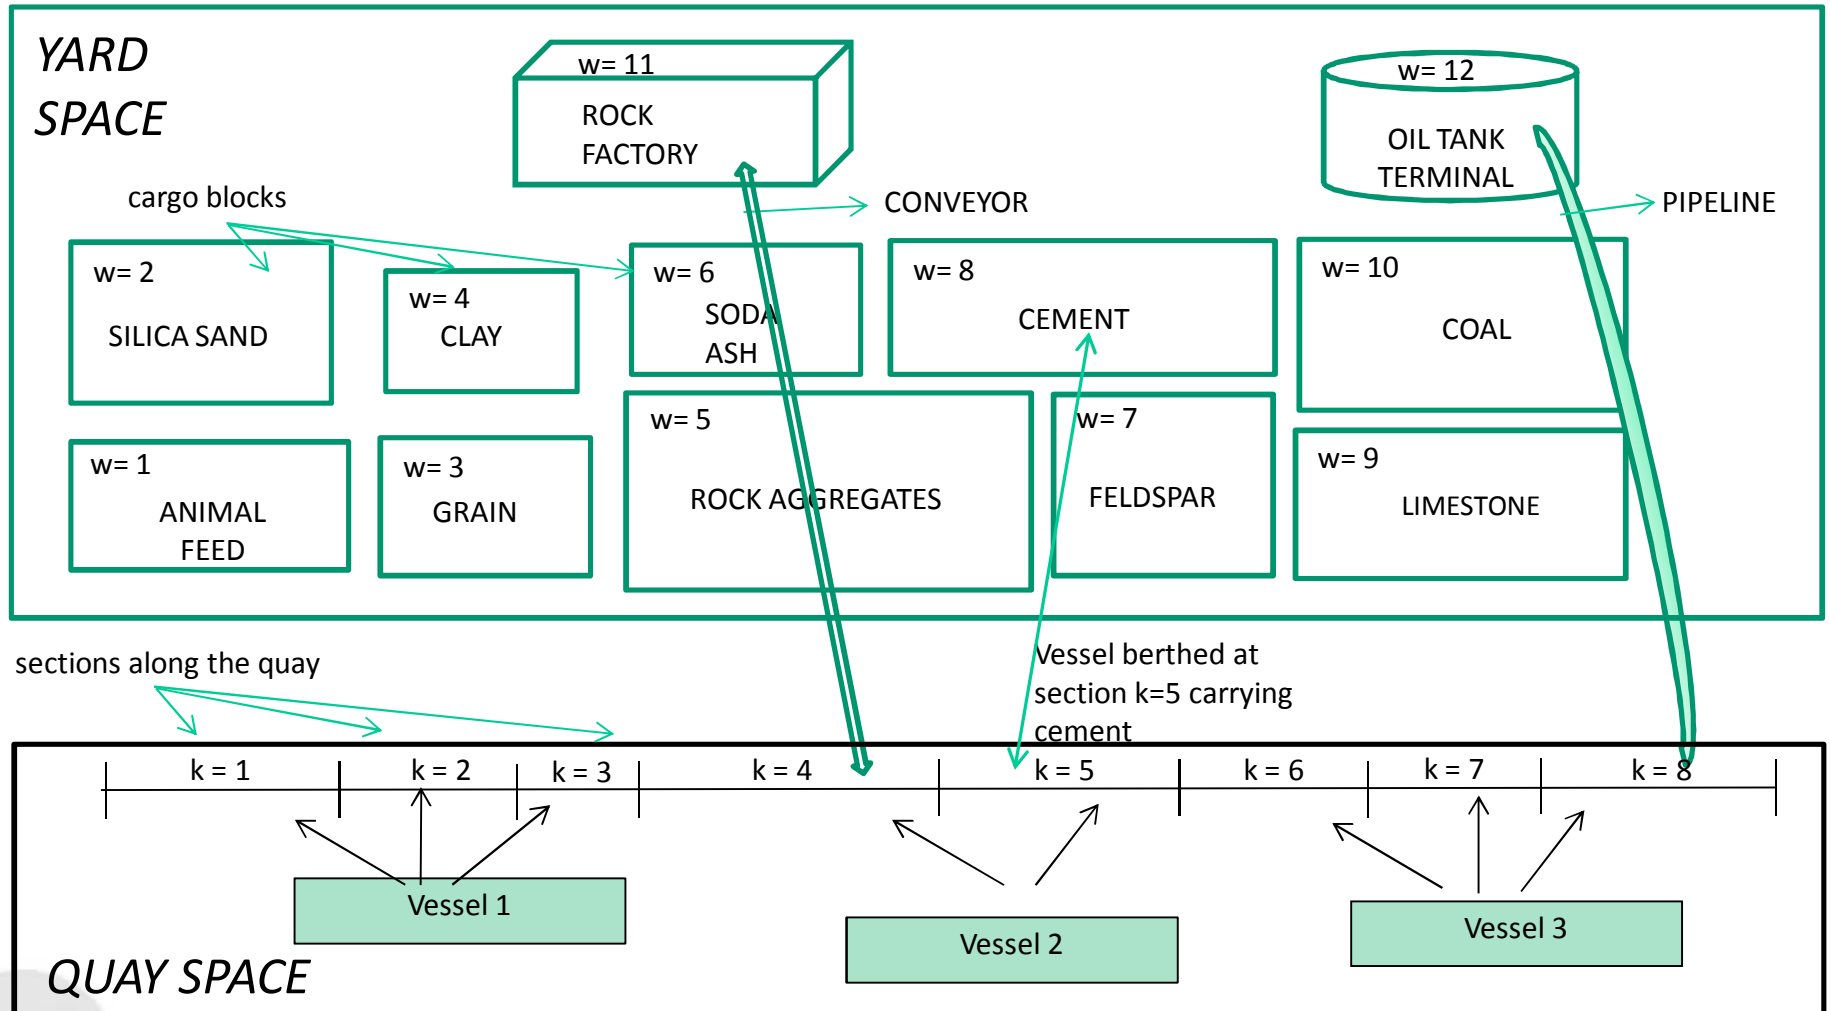 YARD
SPACE
w= 11
ROCK
FACTORY
w= 12
OIL TANK
TERMINAL
cargo blocks
CONVEYOR
PIPELINE
w= 2
SILICA SAND
w= 4
CLAY
w= 6
SODA
ASH
w= 8
CEMENT
w= 10
COAL
w= 1
ANIMAL
FEED
w= 3
GRAIN
w= 5
ROCK AGGREGATES
w= 7
FELDSPAR
w= 9
LIMESTONE
sections along the quay
Vessel berthed at
section k=5 carrying
cement
k = 1
k = 2
k = 3
k = 4
k = 5
k = 6
k = 7
k = 8
Vessel 1
Vessel 2
Vessel 3
QUAY SPACE